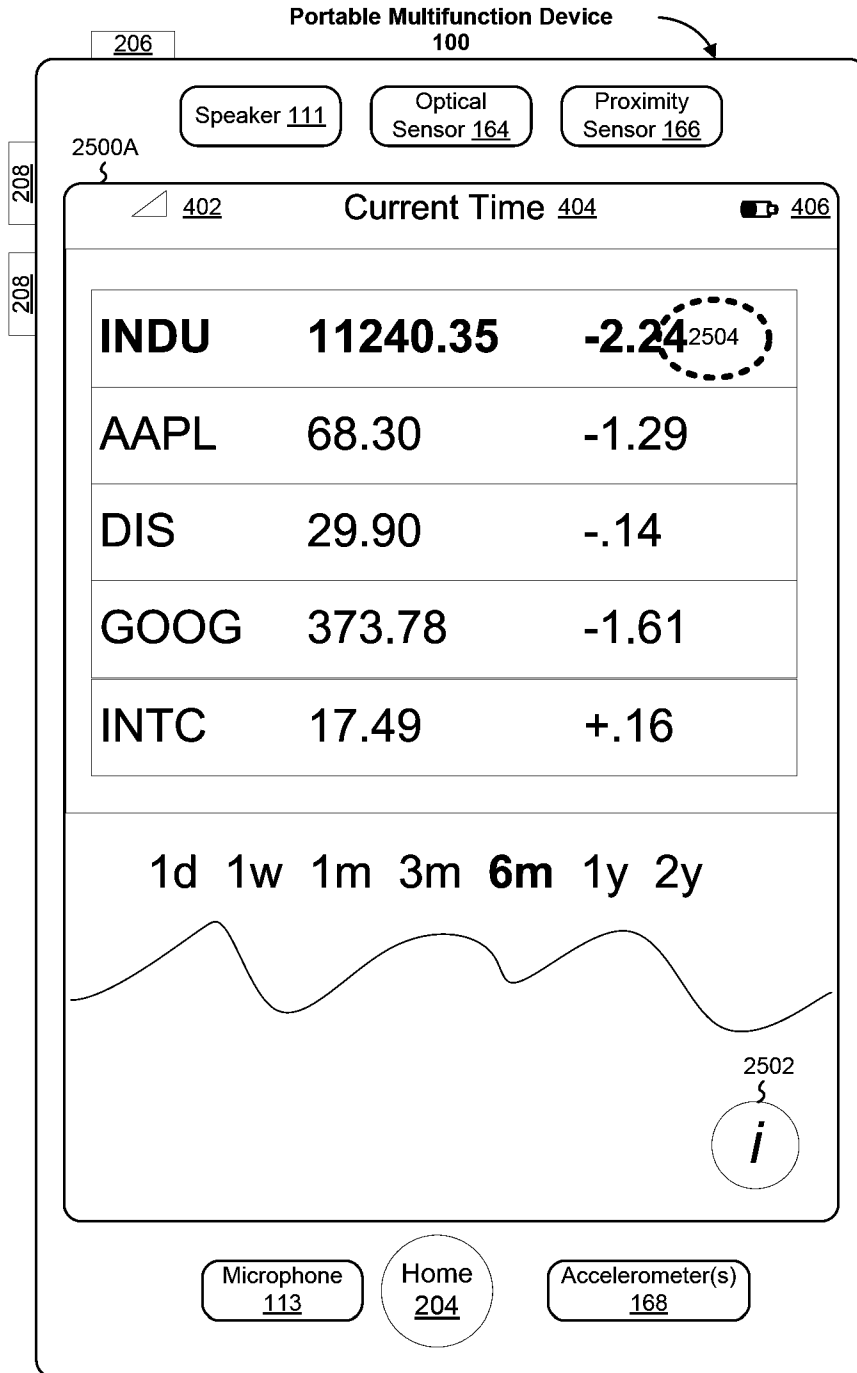 Portable Multifunction Device
100
206
Speaker 111
Optical
Sensor 164
Proximity
Sensor 166
2500A
208
402
Current Time 404
406
208
INDU 11240.35 -2.24 2504
AAPL 68.30 -1.29
DIS 29.90 -.14
GOOG 373.78 -1.61
INTC 17.49 +.16
1d 1w 1m 3m 6m 1y 2y
2502
i
Microphone
113
Home
204
Accelerometer(s)
168